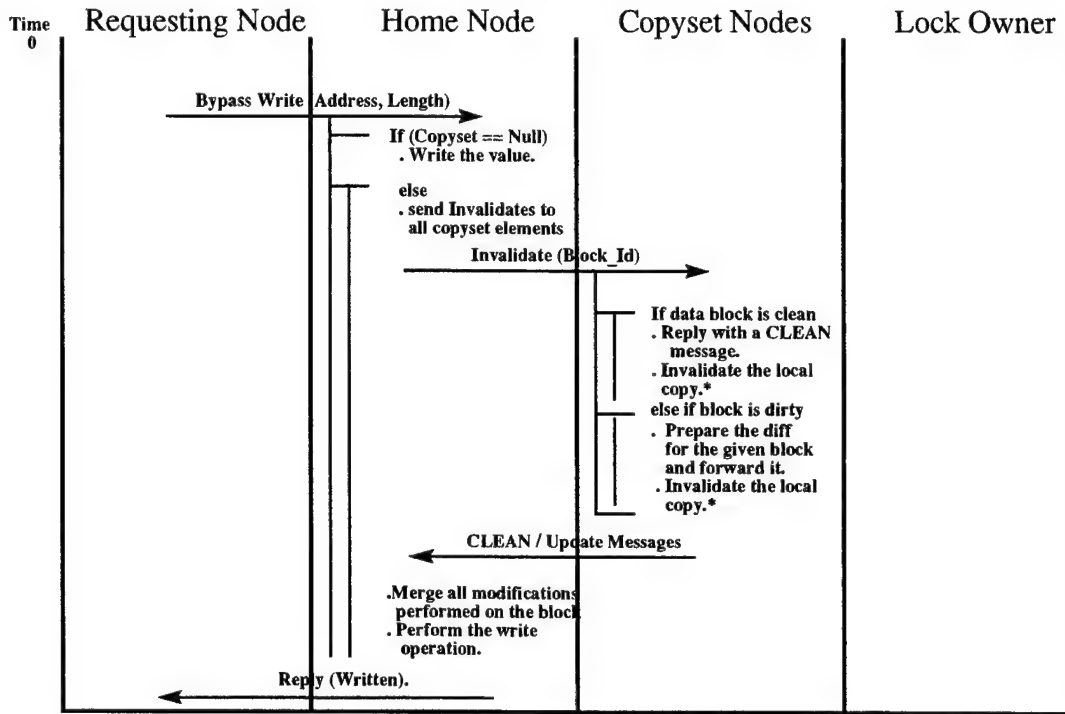 Time
0
Requesting Node
Home Node
Copyset Nodes
Lock Owner
Bypass Write (Address, Length)
If (Copyset == Null)
. Write the value.
else
. send Invalidates to
all copyset elements
Invalidate (Block_Id)
If data block is clean
. Reply with a CLEAN
message.
. Invalidate the local
copy.*
else if block is dirty
. Prepare the diff
for the given block
and forward it.
. Invalidate the local
copy.*
CLEAN / Update Messages
.Merge all modifications
performed on the block
. Perform the write
operation.
Reply (Written).